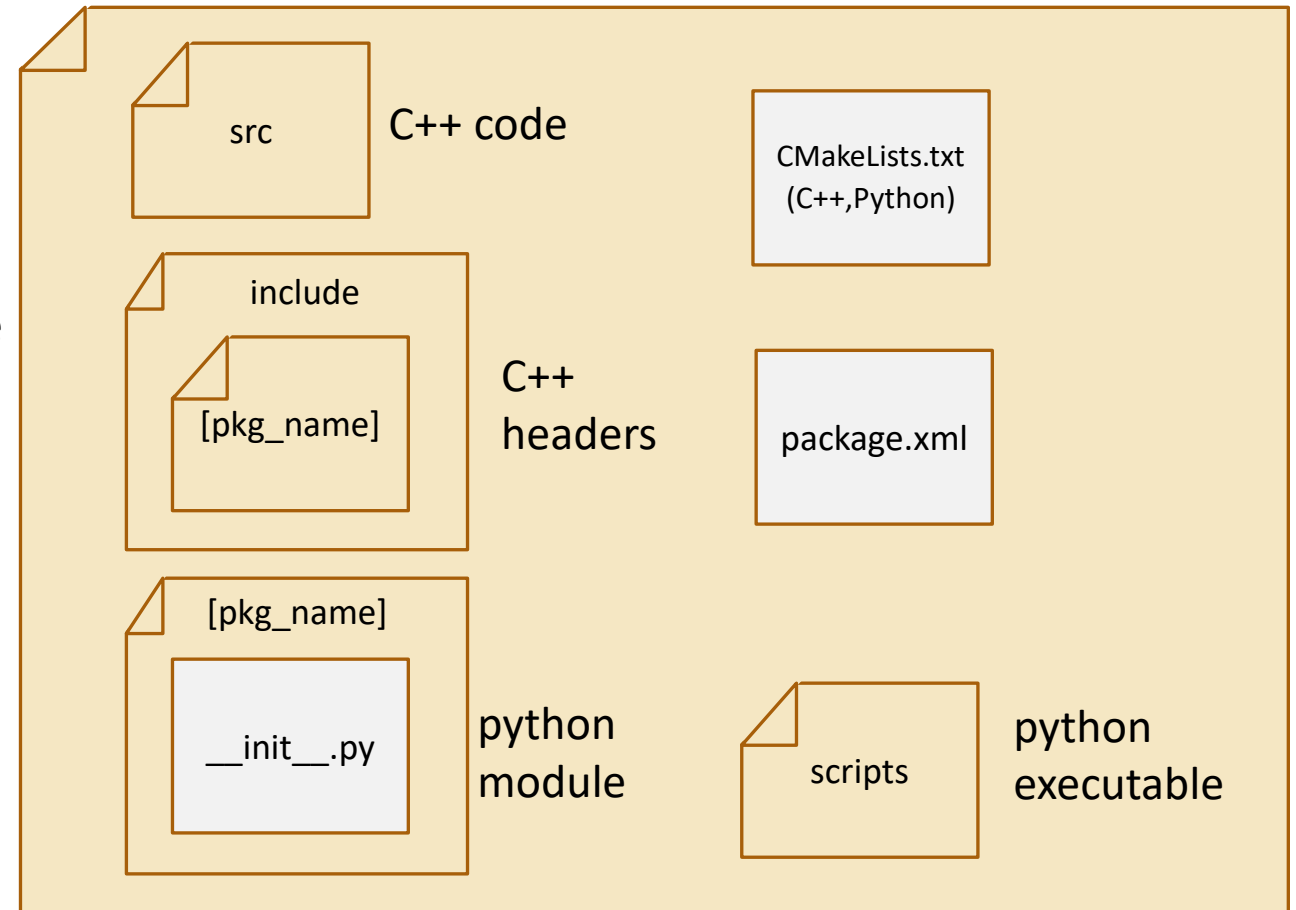 src
C++ code
CMakeLists.txt
(C++,Python)
include
[pkg_name]
C++
headers
package.xml
[pkg_name]
__init__.py
python
module
scripts
python
executable